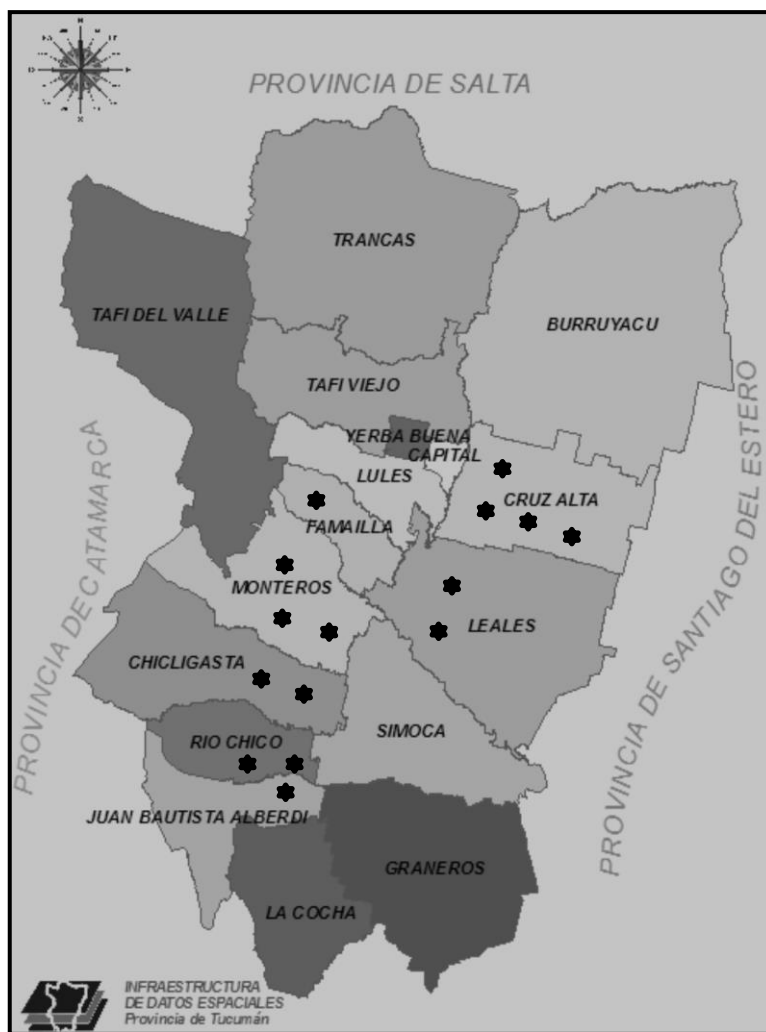 PROVINCIA DE SALTA
TRANCAS
TAFI DEL VALLE
BURRUYACU
TAFI VIEJO
YERBA BUENA
CAPITAL
LULES
CRUZ ALTA
FAMAILLA
PROVINCIA DE CATAMARCA
PROVINCIA DE SANTIAGO DEL ESTERO
MONTEROS
LEALES
CHICLIGASTA
RIO CHICO
SIMOCA
JUAN BAUTISTA ALBERDI
GRANEROS
LA COCHA
INFRAESTRUCTURA
DE DATOS ESPACIALES
Provincia de Tucumán